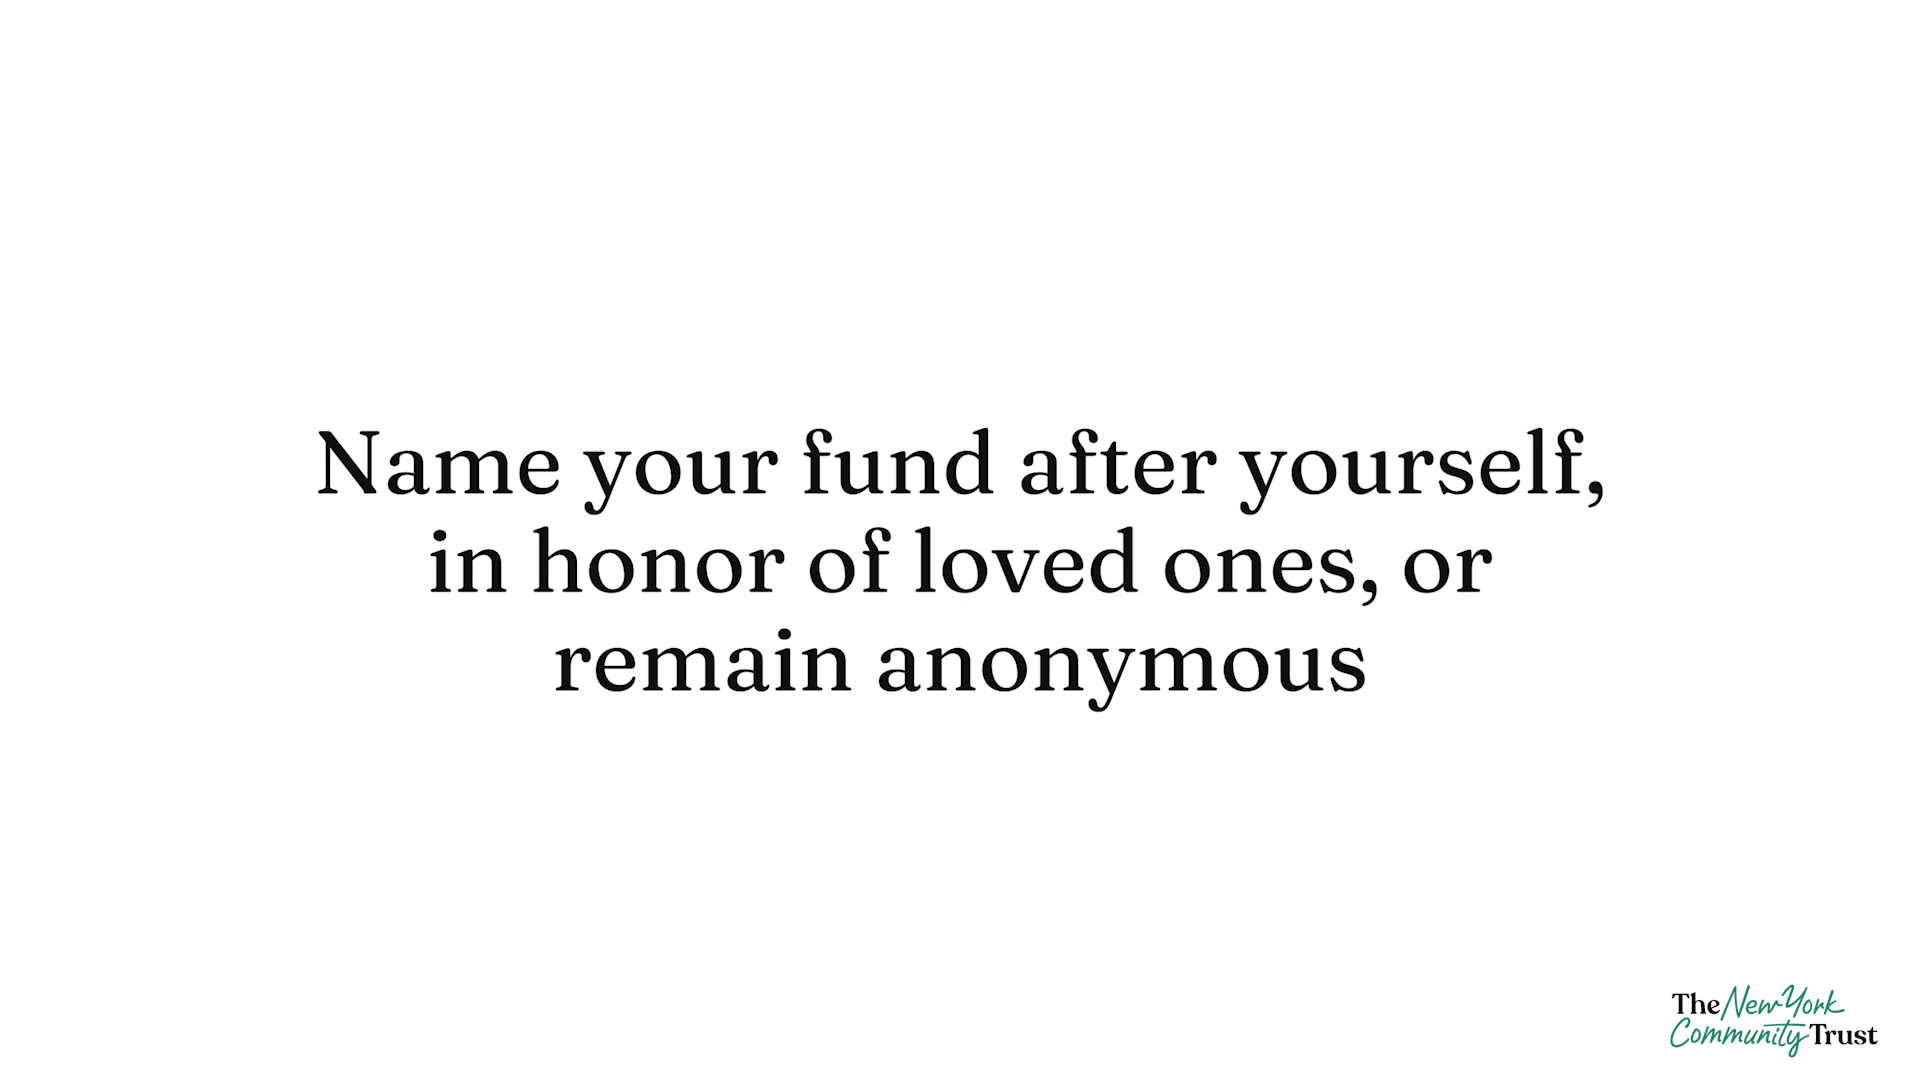 Name your fund after yourself,
in honor of loved ones, or
remain anonymous
The New York
Community Trust